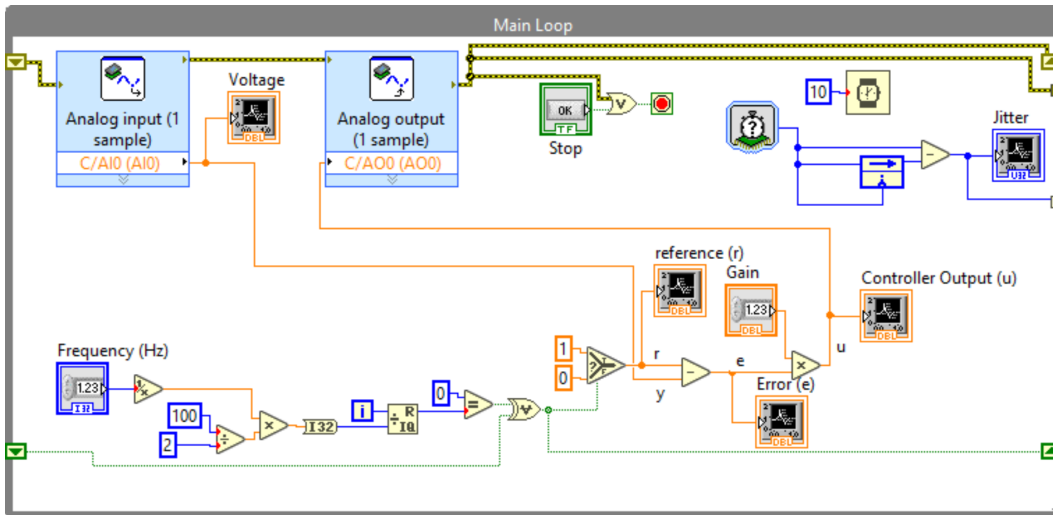 Main Loop
Analog input (1
sample)
C/AI0 (AI0)
Voltage
DBL
Analog output
(1 sample)
C/AO0 (AO0)
OK
TF
Stop
V
10
?
Jitter
U32
i
−
reference (r)
DBL
Gain
1.23
DBL
Controller Output (u)
DBL
Frequency (Hz)
1.23
I32
1/x
100
2
÷
×
I32
i
R
÷IQ
0
=
V
1
0
?
T
F
r
y
−
e
×
u
Error (e)
DBL